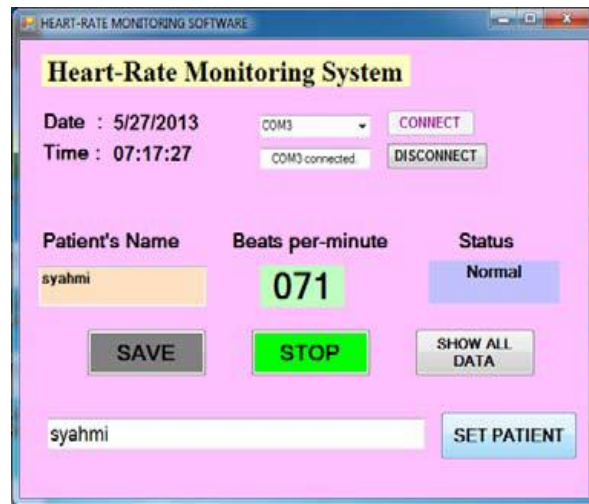 HEART-RATE MONITORING SOFTWARE
Heart-Rate Monitoring System
Date : 5/27/2013
COM3
CONNECT
Time : 07:17:27
COM3 connected.
DISCONNECT
Patient's Name
Beats per-minute
Status
syahmi
071
Normal
SAVE
STOP
SHOW ALL
DATA
syahmi
SET PATIENT